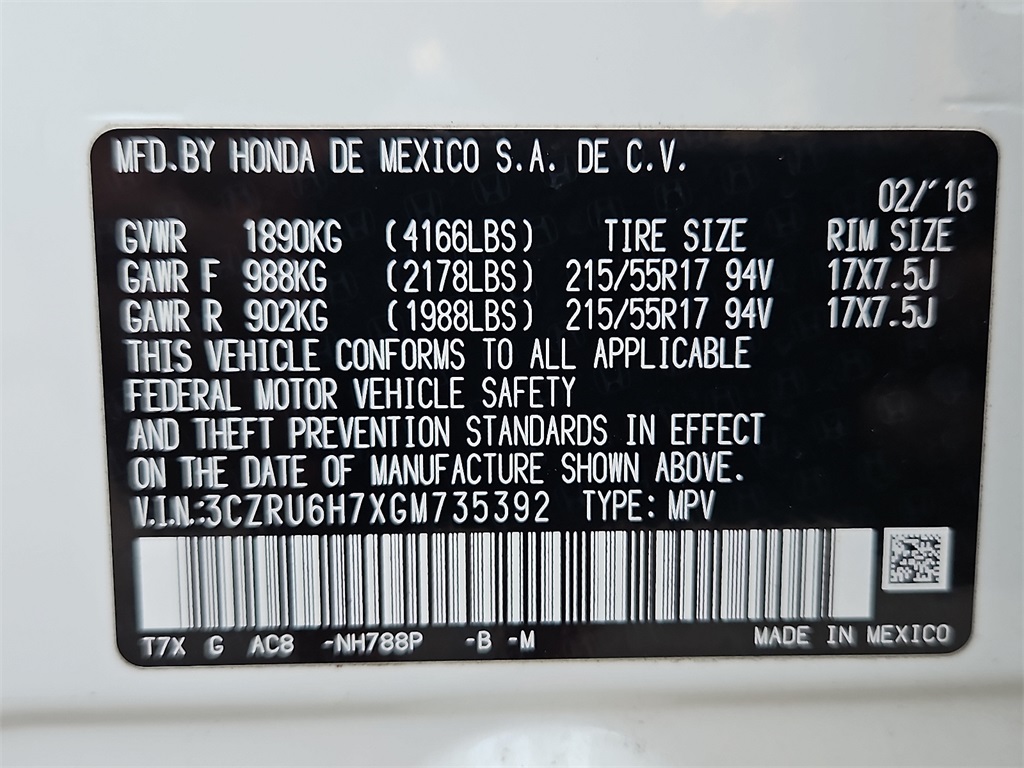 MFD.BY HONDA DE MEXICO S.A. DE C.V.
02/'16
GVWR 1890KG (4166LBS) TIRE SIZE RIM SIZE
GAWR F 988KG (2178LBS) 215/55R17 94V 17X7.5J
GAWR R 902KG (1988LBS) 215/55R17 94V 17X7.5J
THIS VEHICLE CONFORMS TO ALL APPLICABLE
FEDERAL MOTOR VEHICLE SAFETY
AND THEFT PREVENTION STANDARDS IN EFFECT
ON THE DATE OF MANUFACTURE SHOWN ABOVE.
V.I.N.:3CZRU6H7XGM735392 TYPE: MPV
T7X G AC8 -NH788P -B -M MADE IN MEXICO